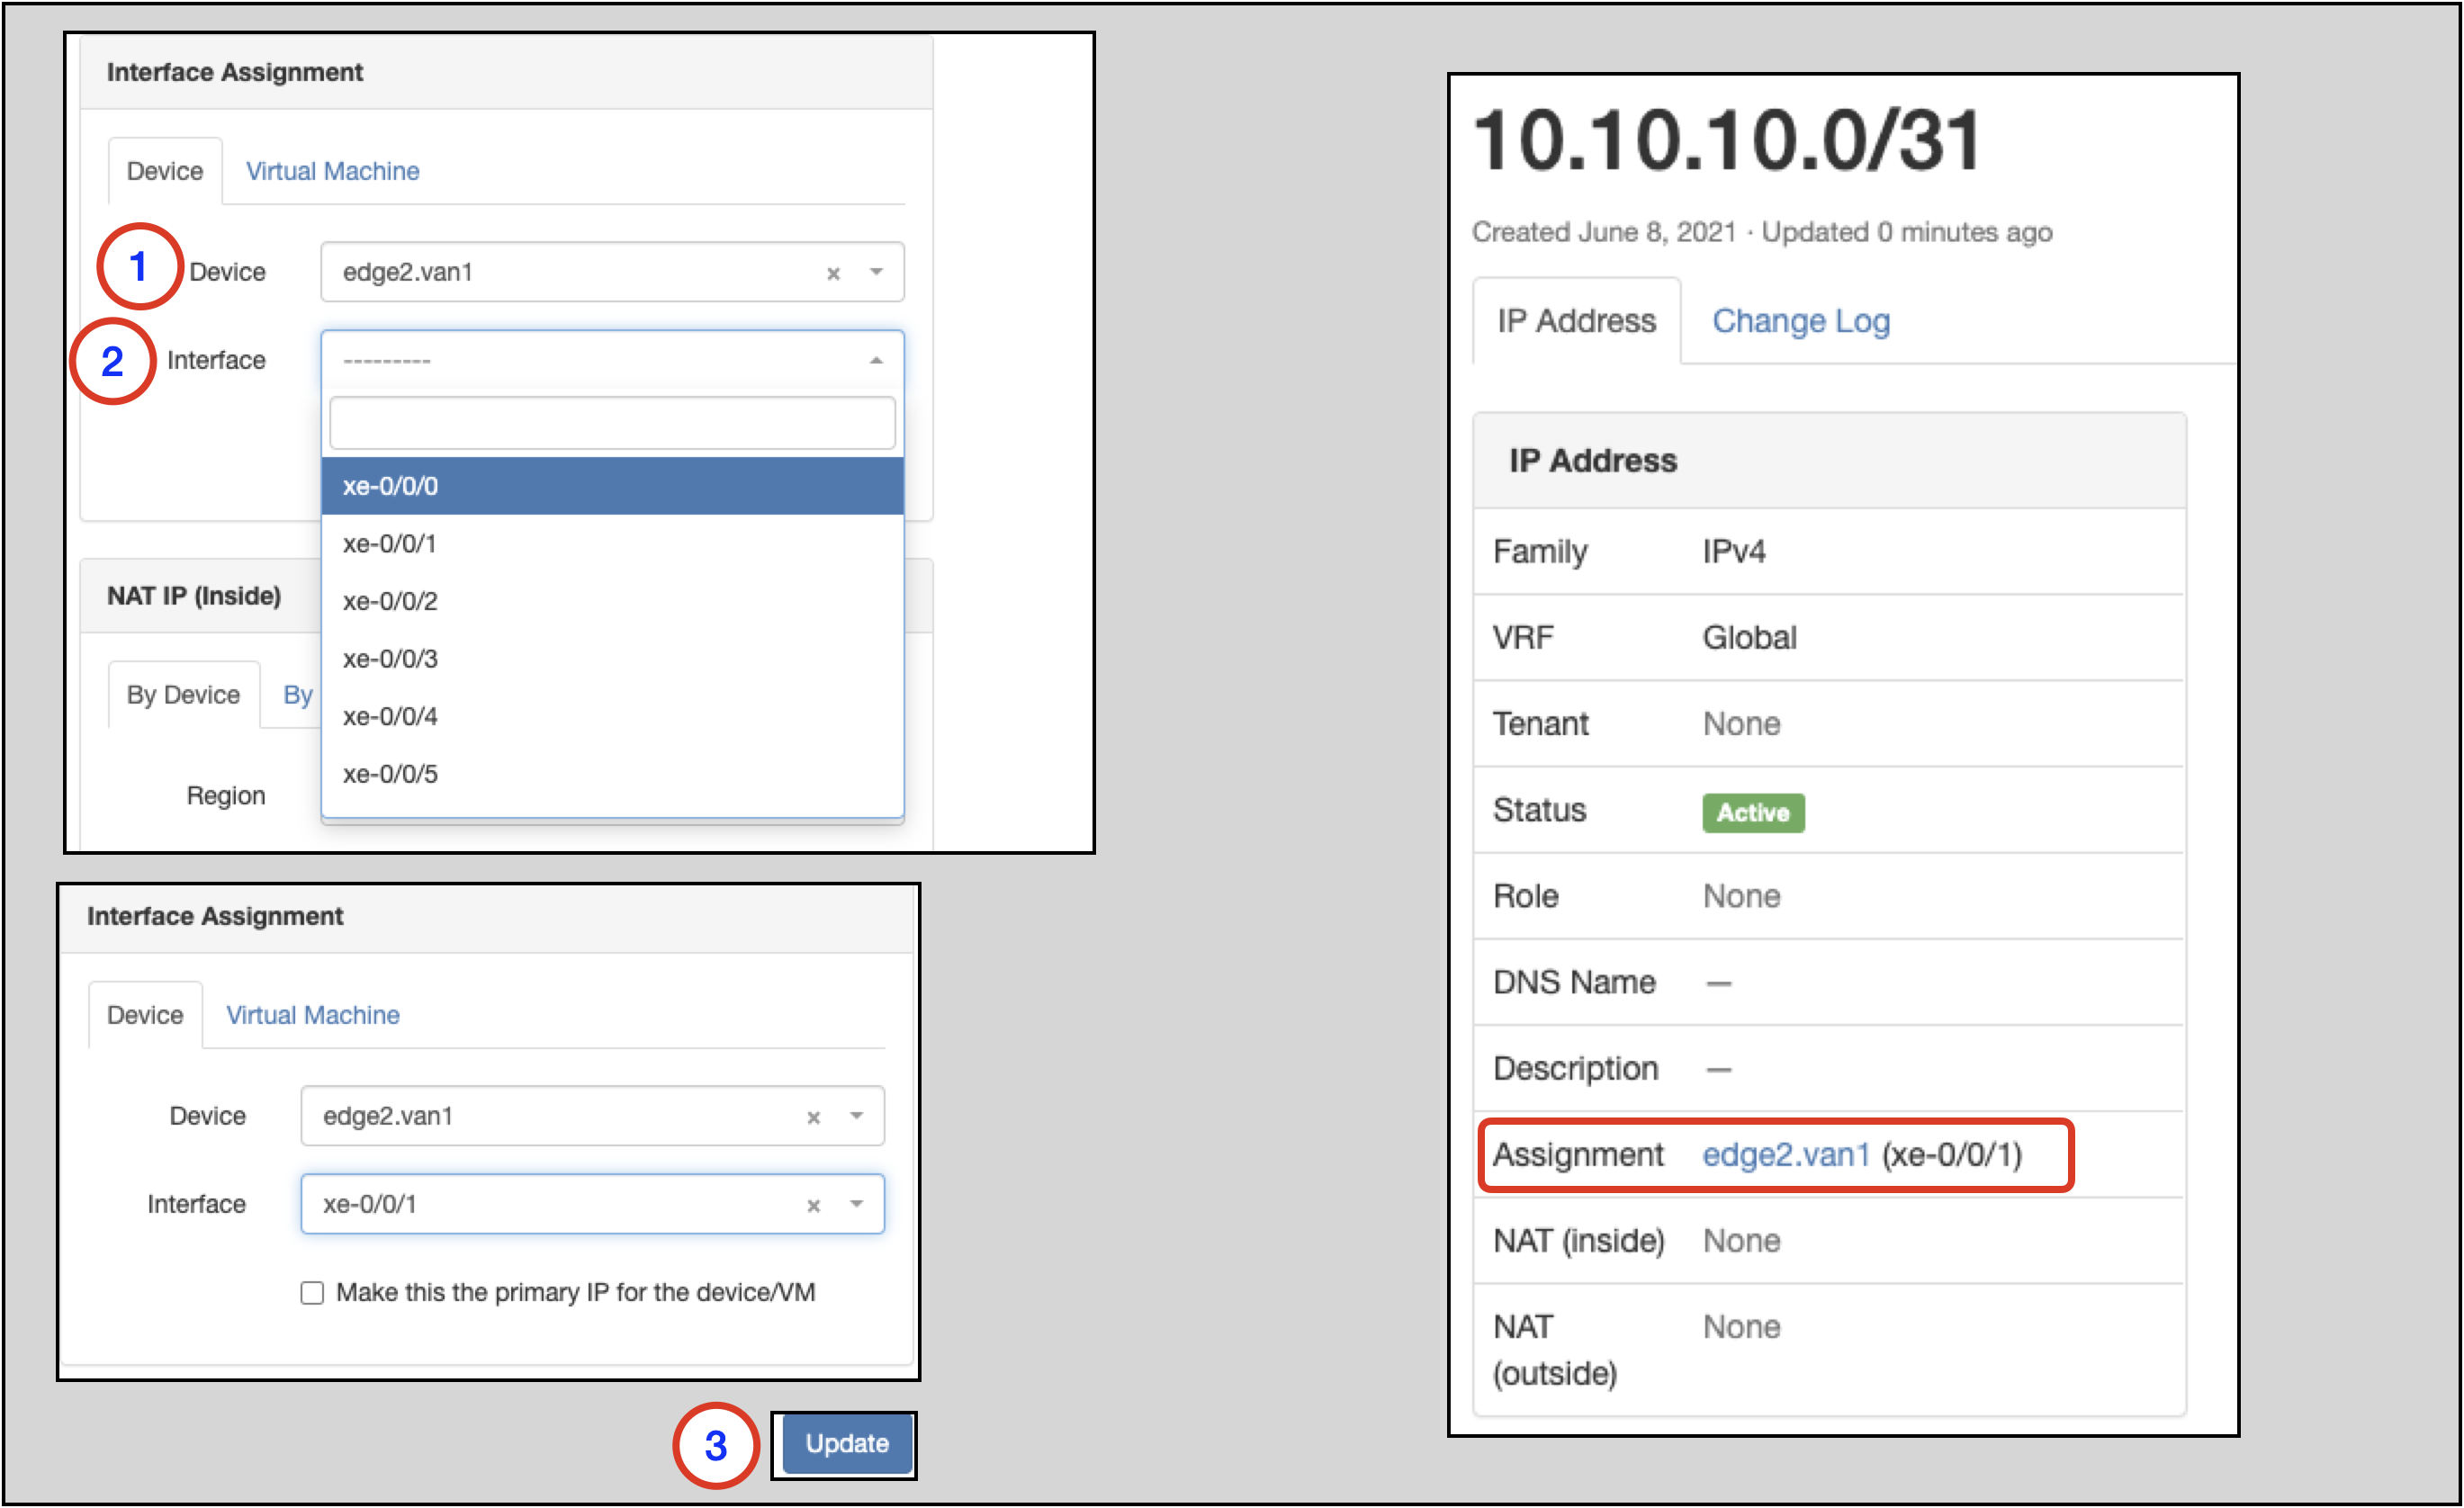 Interface Assignment
Device Virtual Machine
1 Device edge2.van1 × 
2 Interface ---------
xe-0/0/0
xe-0/0/1
xe-0/0/2
xe-0/0/3
xe-0/0/4
xe-0/0/5
NAT IP (Inside)
By Device By
Region
Interface Assignment
Device Virtual Machine
Device edge2.van1 ×
Interface xe-0/0/1 ×
Make this the primary IP for the device/VM
3 Update
10.10.10.0/31
Created June 8, 2021 · Updated 0 minutes ago
IP Address Change Log
IP Address
Family IPv4
VRF Global
Tenant None
Status Active
Role None
DNS Name —
Description —
Assignment edge2.van1 (xe-0/0/1)
NAT (inside) None
NAT None
(outside)